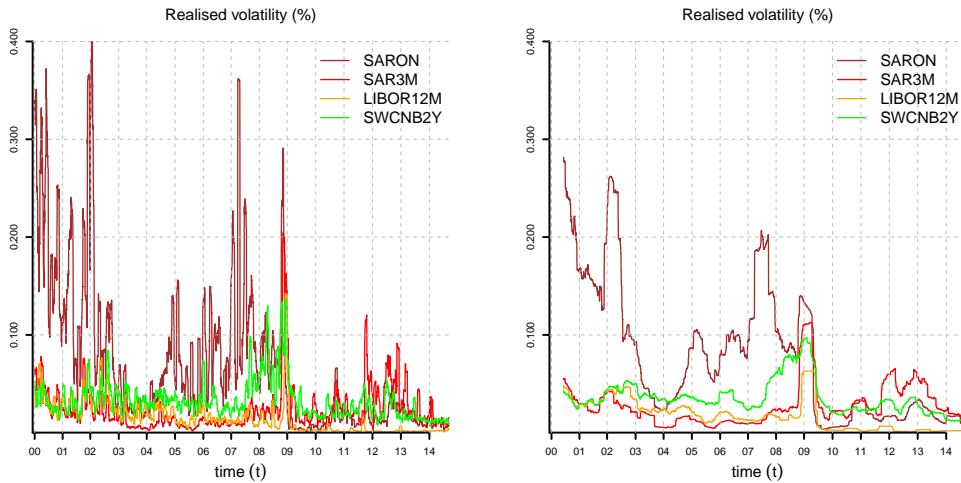 Realised volatility (%)
SARON
SAR3M
LIBOR12M
SWCNB2Y
0.400
0.300
0.200
0.100
00 01 02 03 04 05 06 07 08 09 10 11 12 13 14
time (t)
Realised volatility (%)
SARON
SAR3M
LIBOR12M
SWCNB2Y
0.400
0.300
0.200
0.100
00 01 02 03 04 05 06 07 08 09 10 11 12 13 14
time (t)